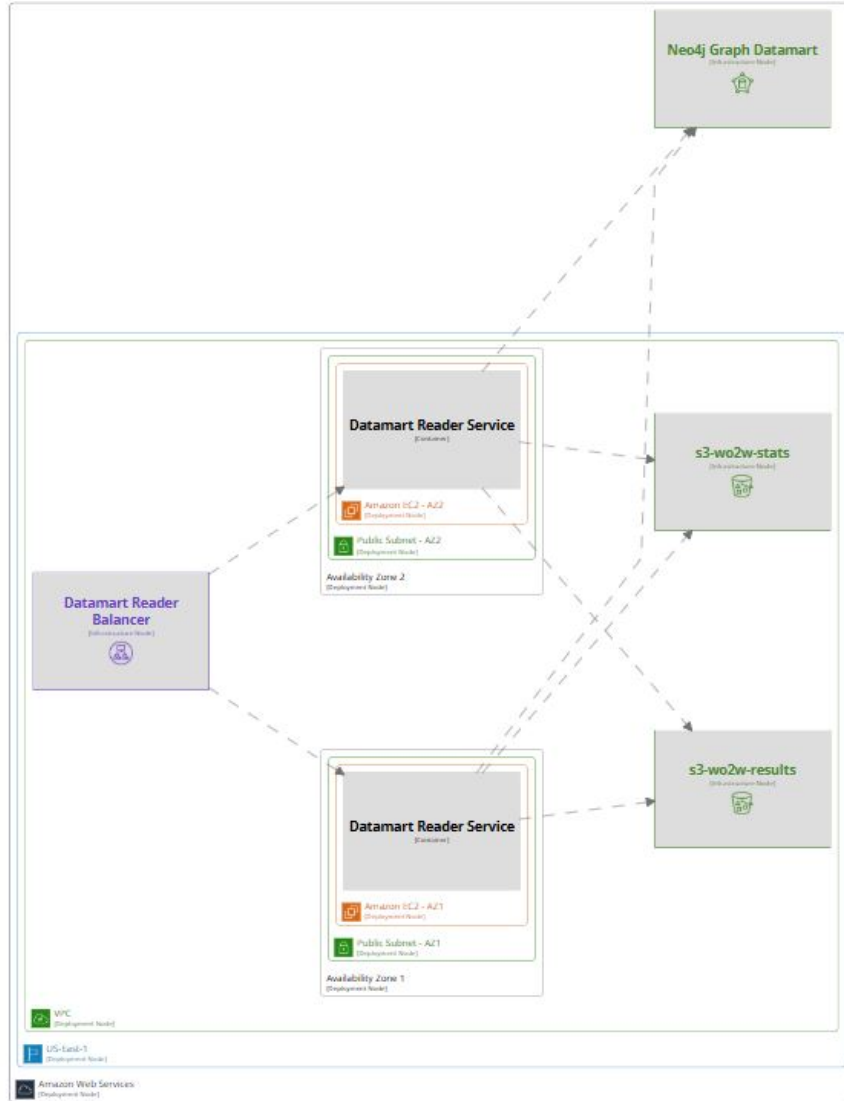 Neo4j Graph Datamart
[Infrastructure Node]
Datamart Reader Service
[Container]
Amazon EC2 - AZ2
[Deployment Node]
Public Subnet - AZ2
[Deployment Node]
Availability Zone 2
[Deployment Node]
s3-wo2w-stats
[Infrastructure Node]
Datamart Reader
Balancer
[Infrastructure Node]
Datamart Reader Service
[Container]
Amazon EC2 - AZ1
[Deployment Node]
Public Subnet - AZ1
[Deployment Node]
Availability Zone 1
[Deployment Node]
s3-wo2w-results
[Infrastructure Node]
VPC
[Deployment Node]
US-East-1
[Deployment Node]
Amazon Web Services
[Deployment Node]